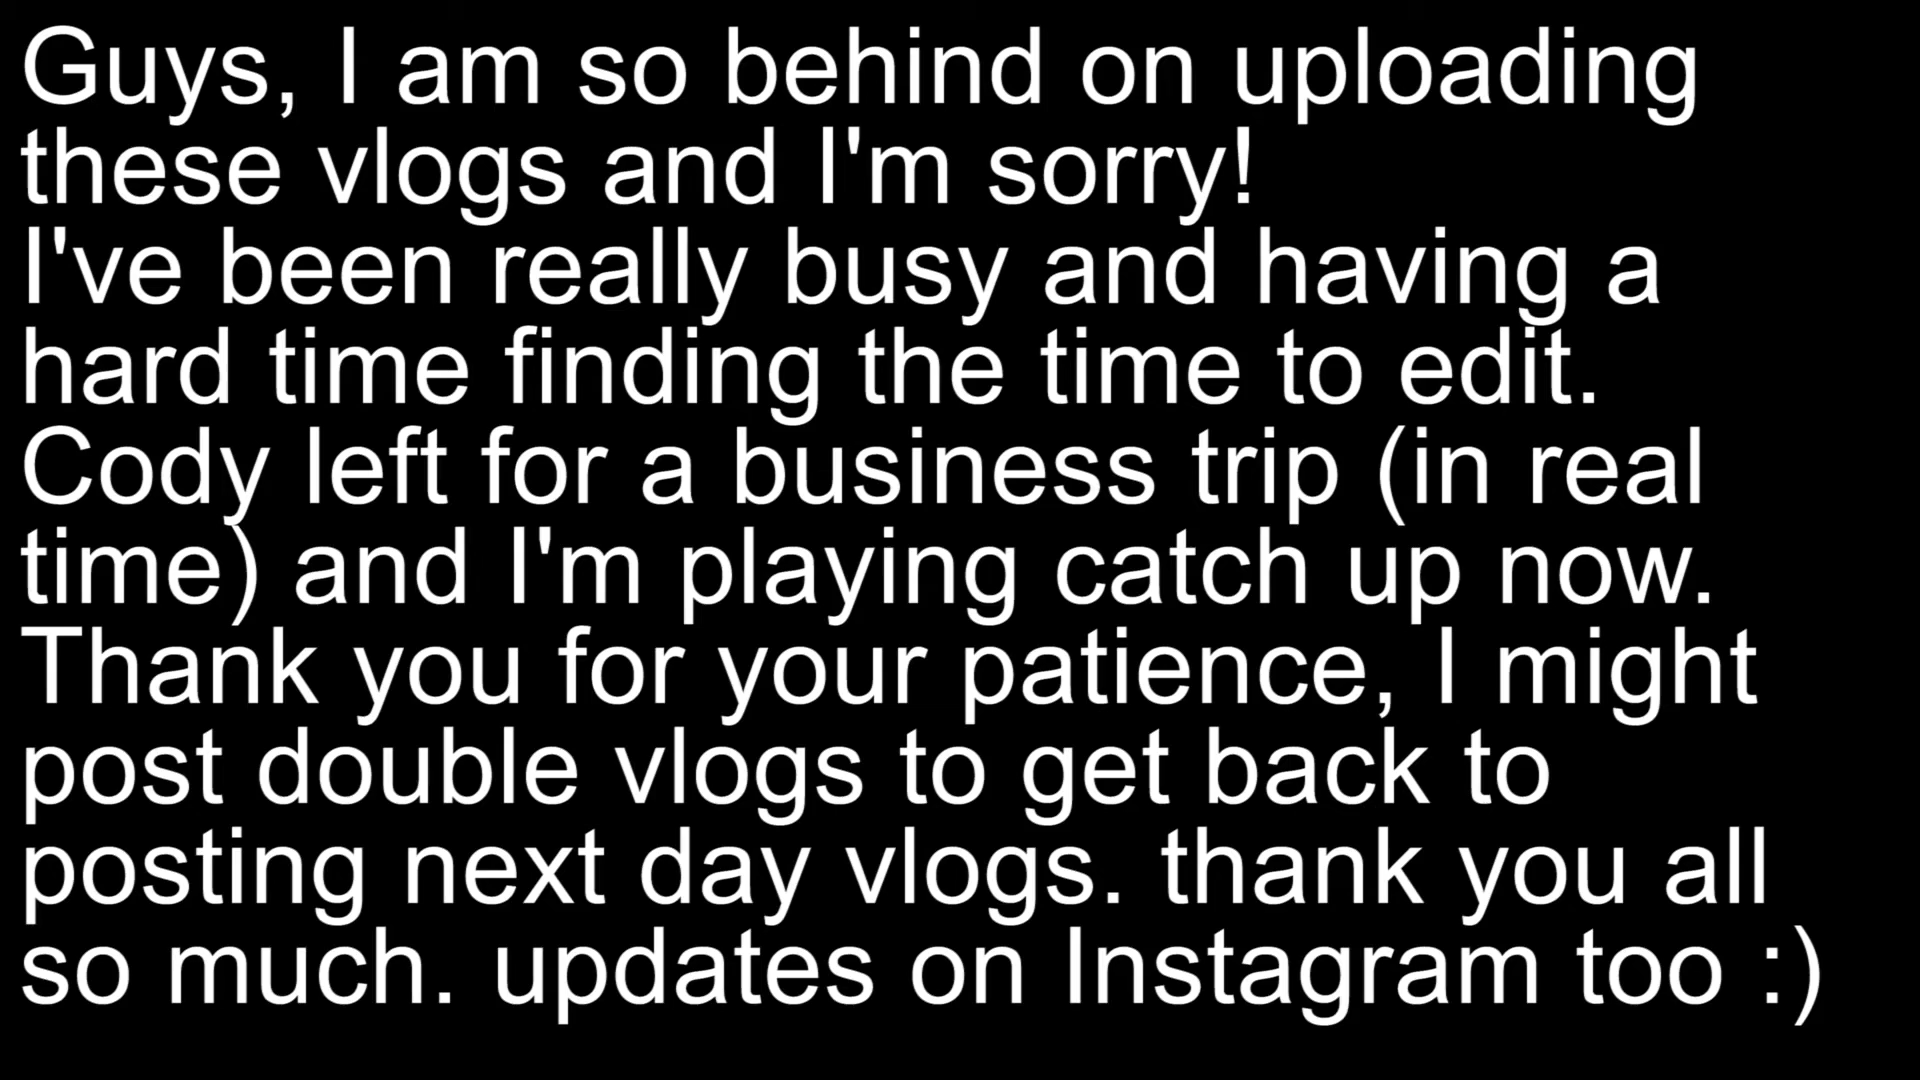 Guys, I am so behind on uploading
these vlogs and I'm sorry!
I've been really busy and having a
hard time finding the time to edit.
Cody left for a business trip (in real
time) and I'm playing catch up now.
Thank you for your patience, I might
post double vlogs to get back to
posting next day vlogs. thank you all
so much. updates on Instagram too :)